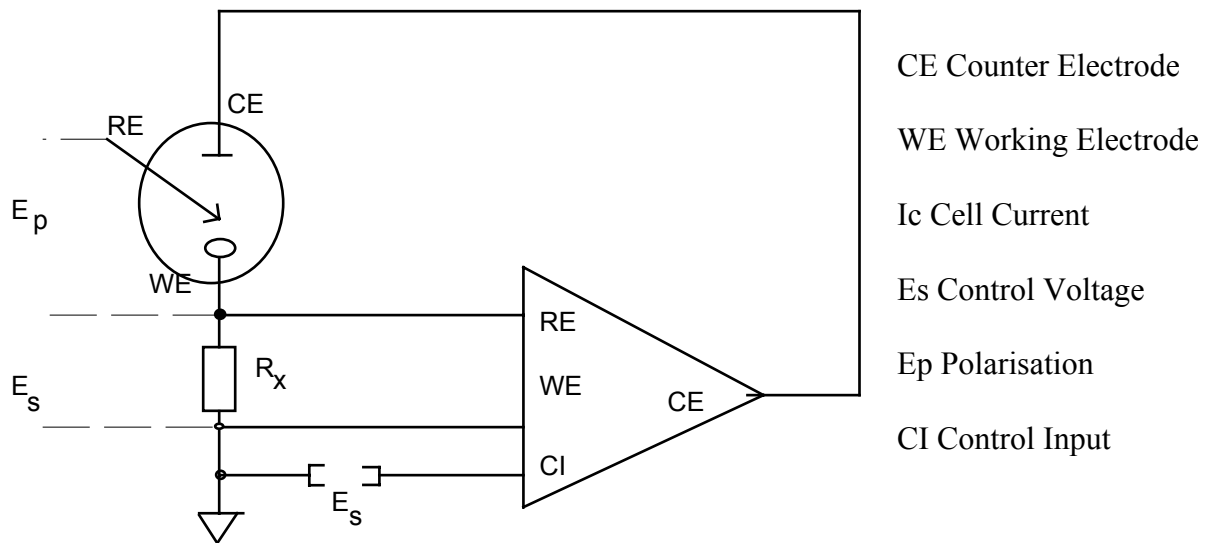 CE
RE
Ep
WE
Es
Rx
RE
WE
CE
CI
Es
CE Counter Electrode
WE Working Electrode
Ic Cell Current
Es Control Voltage
Ep Polarisation
CI Control Input